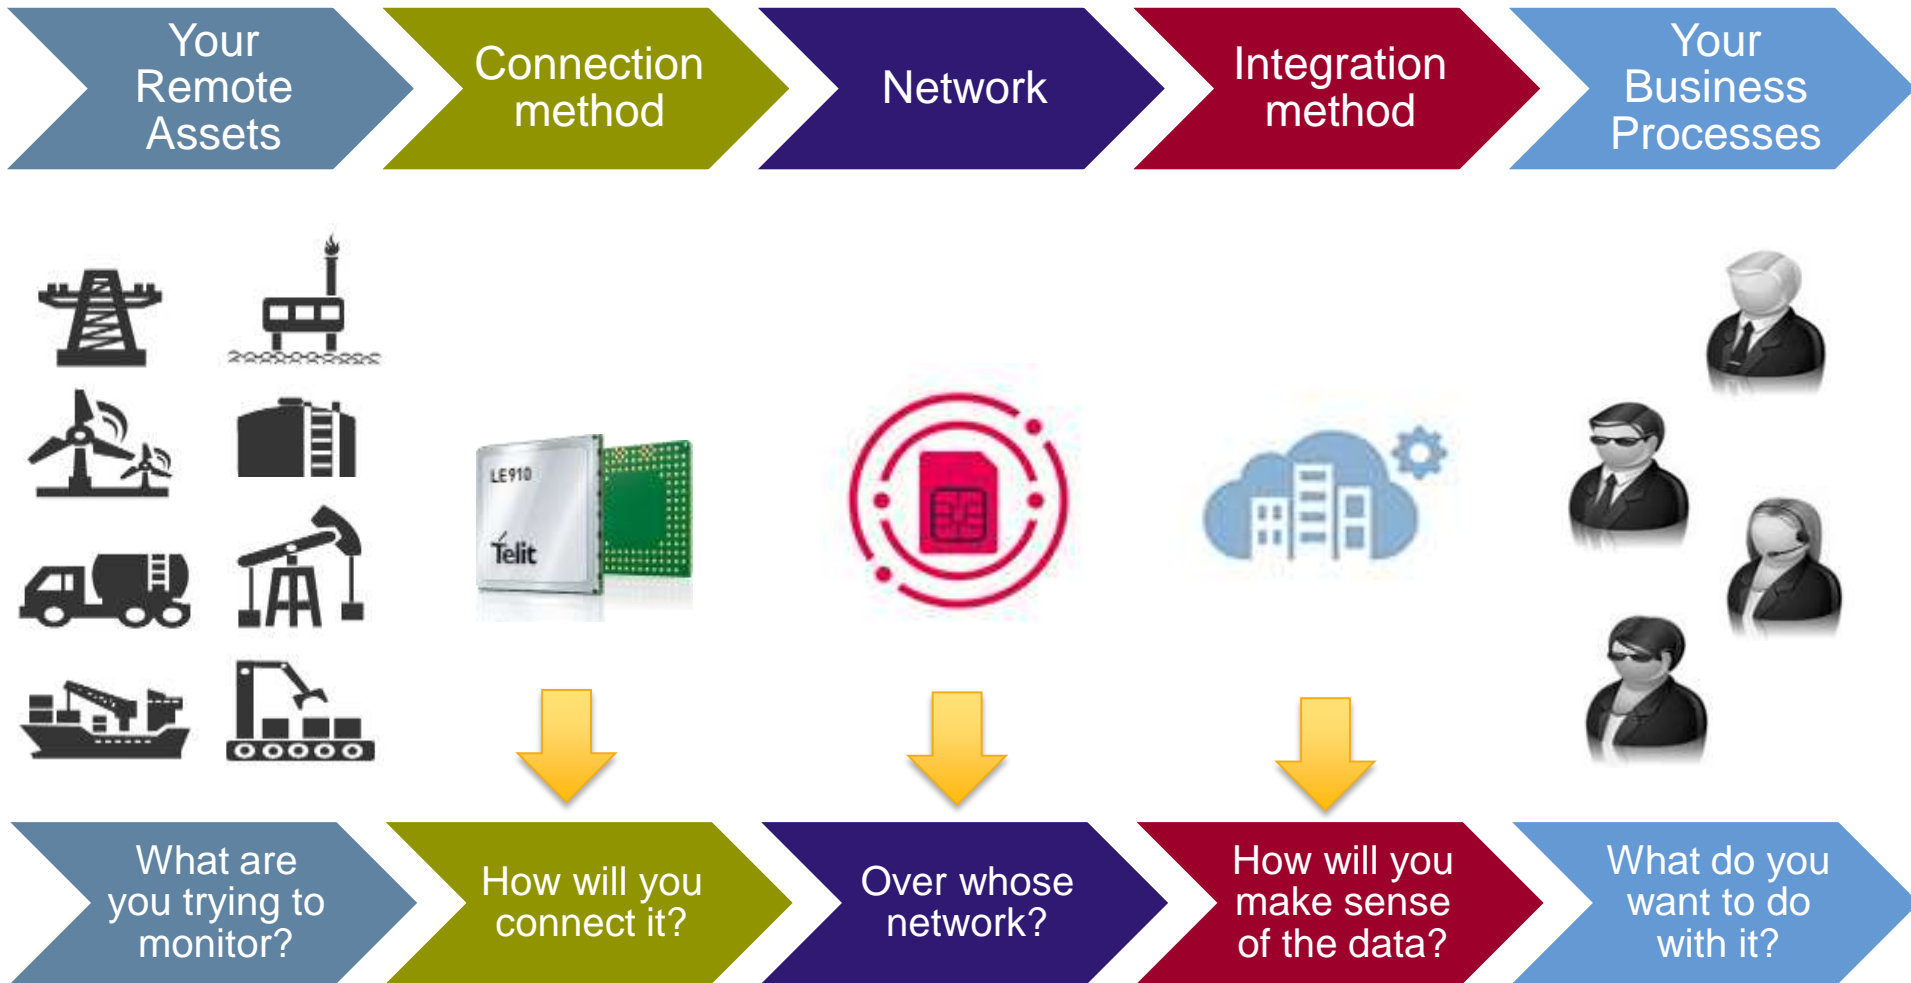 Your
Remote
Assets
Connection
method
Network
Integration
method
Your
Business
Processes
LE910
Telit
What are
you trying to
monitor?
How will you
connect it?
Over whose
network?
How will you
make sense
of the data?
What do you
want to do
with it?